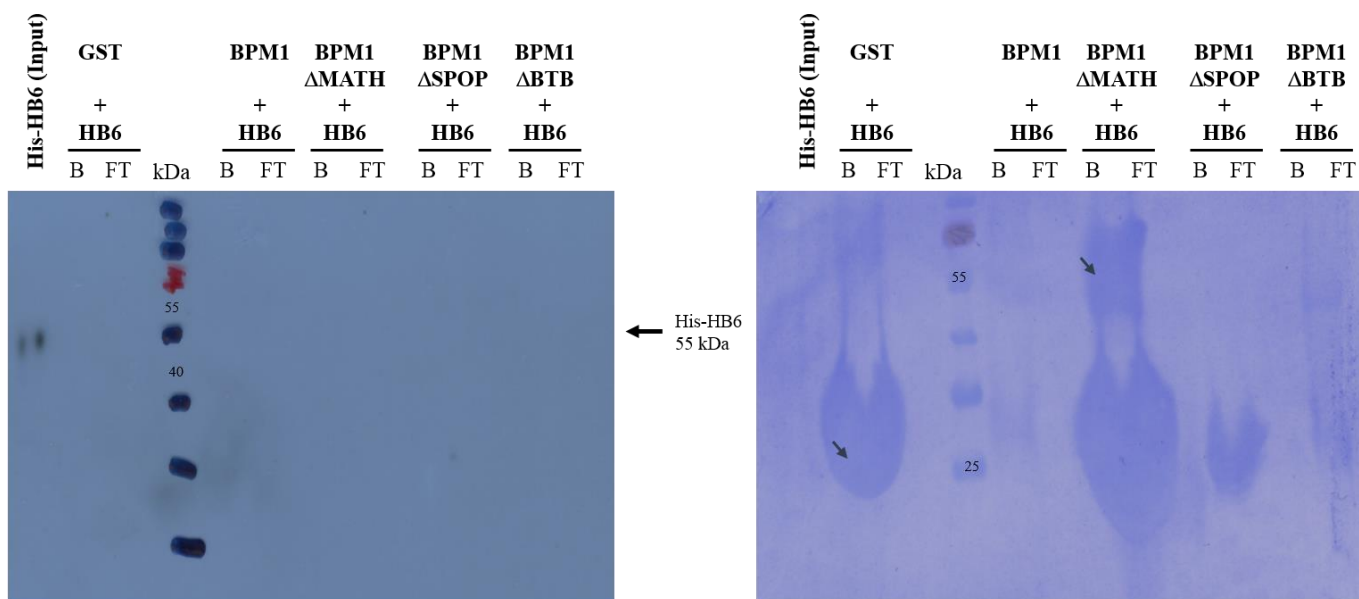 His-HB6 (Input)
GST
+
HB6
B FT
kDa
BPM1
+
HB6
B FT
BPM1
ΔMATH
+
HB6
B FT
BPM1
ΔSPOP
+
HB6
B FT
BPM1
ΔBTB
+
HB6
B FT
55
40
His-HB6
55 kDa
His-HB6 (Input)
GST
+
HB6
B FT
kDa
BPM1
+
HB6
B FT
BPM1
ΔMATH
+
HB6
B FT
BPM1
ΔSPOP
+
HB6
B FT
BPM1
ΔBTB
+
HB6
B FT
55
25